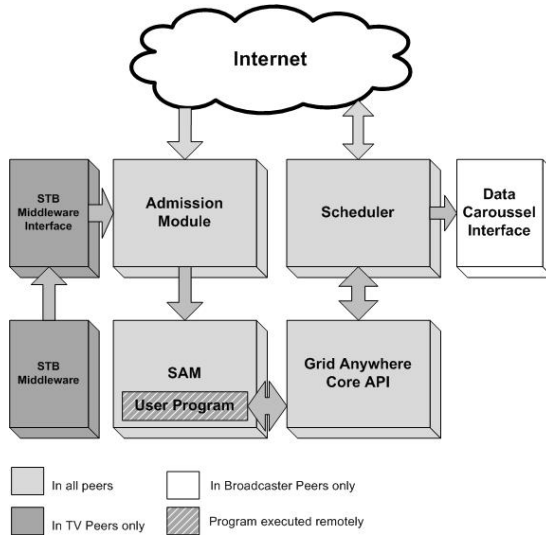 Internet
STB
Middleware
Interface
Admission
Module
Scheduler
Data
Caroussel
Interface
STB
Middleware
SAM
User Program
Grid Anywhere
Core API
In all peers
In Broadcaster Peers only
In TV Peers only
Program executed remotely